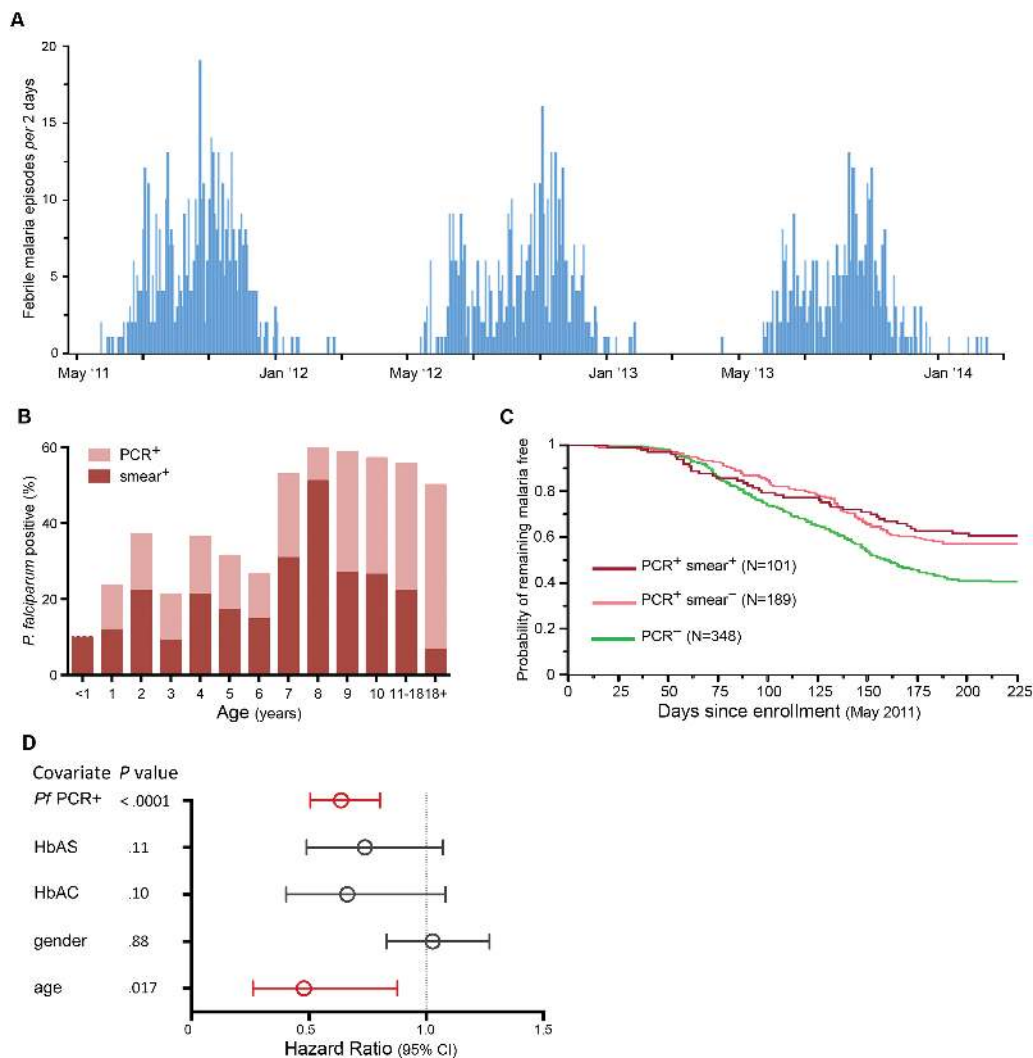 A
20
15
10
5
0
Febrile malaria episodes per 2 days
May '11
Jan '12
May '12
Jan '13
May '13
Jan '14
B
PCR+
smear+
60
40
20
0
P. falciparum positive (%)
<1 1 2 3 4 5 6 7 8 9 10 11-18 18+
Age (years)
C
1
0.8
0.6
0.4
0.2
0
Probability of remaining malaria free
PCR+ smear+ (N=101)
PCR+ smear− (N=189)
PCR− (N=348)
0 25 50 75 100 125 150 175 200 225
Days since enrollment (May 2011)
D
Covariate P value
Pf PCR+ < .0001
HbAS .11
HbAC .10
gender .88
age .017
0 0.5 1.0 1.5
Hazard Ratio (95% CI)